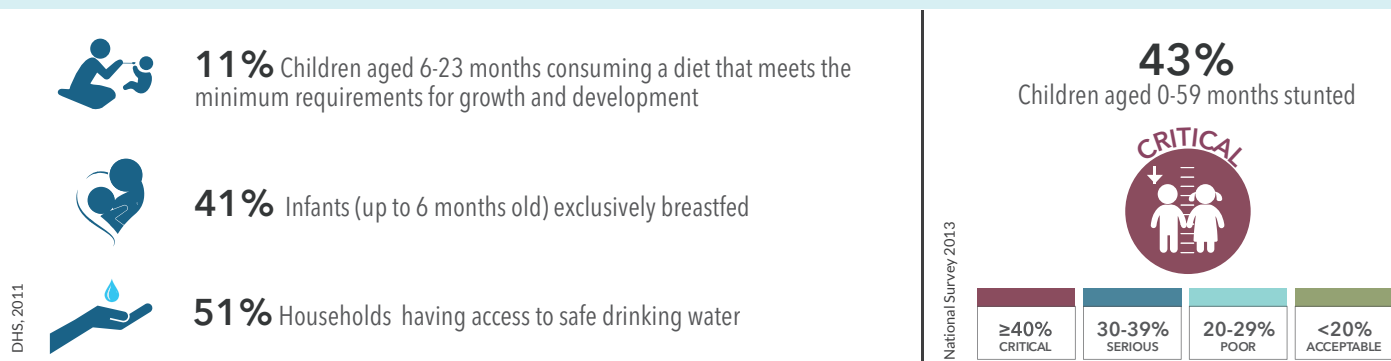 11% Children aged 6-23 months consuming a diet that meets the
minimum requirements for growth and development
41% Infants (up to 6 months old) exclusively breastfed
51% Households having access to safe drinking water
DHS, 2011
43%
Children aged 0-59 months stunted
CRITICAL
National Survey 2013
≥40%
CRITICAL
30-39%
SERIOUS
20-29%
POOR
<20%
ACCEPTABLE